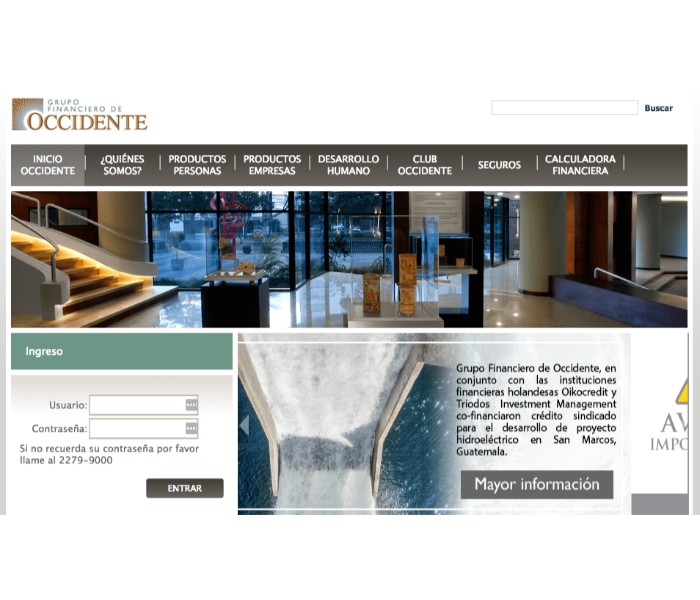 GRUPO
FINANCIERO DE
OCCIDENTE
Buscar
INICIO
OCCIDENTE
¿QUIÉNES
SOMOS?
PRODUCTOS
PERSONAS
PRODUCTOS
EMPRESAS
DESARROLLO
HUMANO
CLUB
OCCIDENTE
SEGUROS
CALCULADORA
FINANCIERA
Ingreso
Usuario:
Contraseña:
Si no recuerda su contraseña por favor
llame al 2279-9000
ENTRAR
Grupo Financiero de Occidente, en
conjunto con las instituciones
financieras holandesas Oikocredit y
Triodos Investment Management
co-financiaron crédito sindicado
para el desarrollo de proyecto
hidroeléctrico en San Marcos,
Guatemala.
Mayor información
AV
IMPO